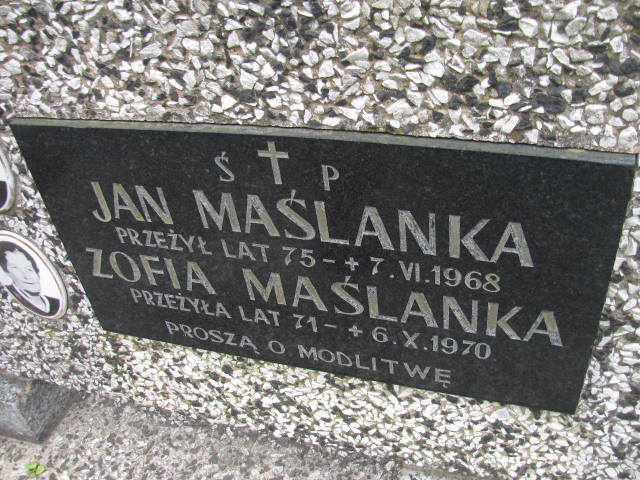 Ś P
JAN MAŚLANKA
PRZEŻYŁ LAT 75 - + 7. VI. 1968
ZOFIA MAŚLANKA
PRZEŻYŁA LAT 71 - + 6. X. 1970
PROSZĄ O MODLITWĘ